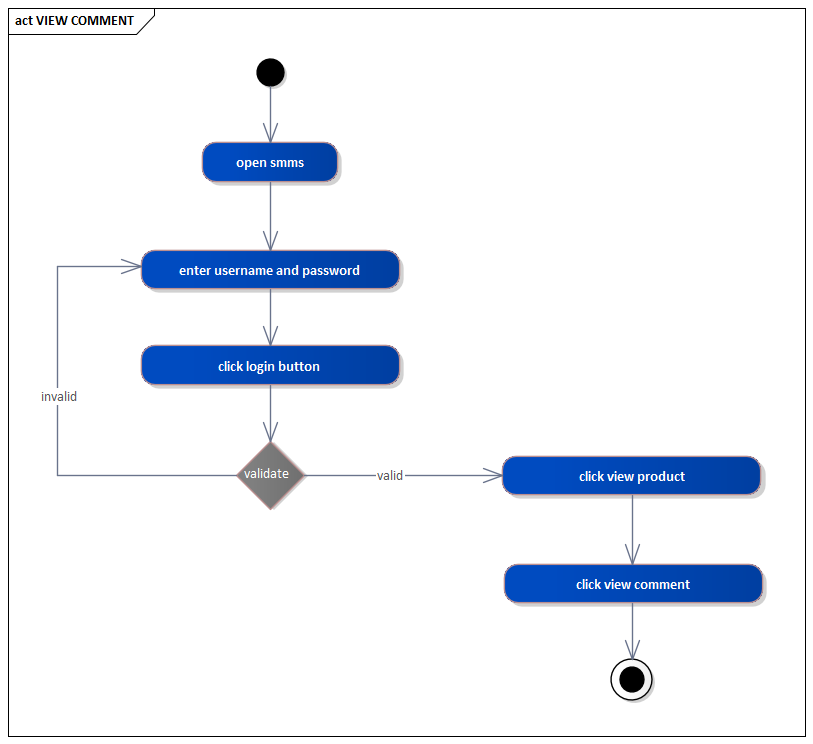 act VIEW COMMENT
open smms
enter username and password
click login button
invalid
validate
valid
click view product
click view comment